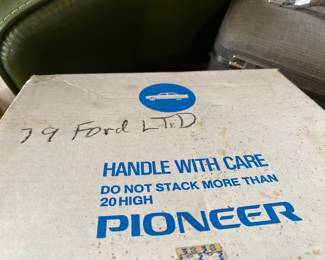 79 Ford LTD
HANDLE WITH CARE
DO NOT STACK MORE THAN
20 HIGH
PIONEER